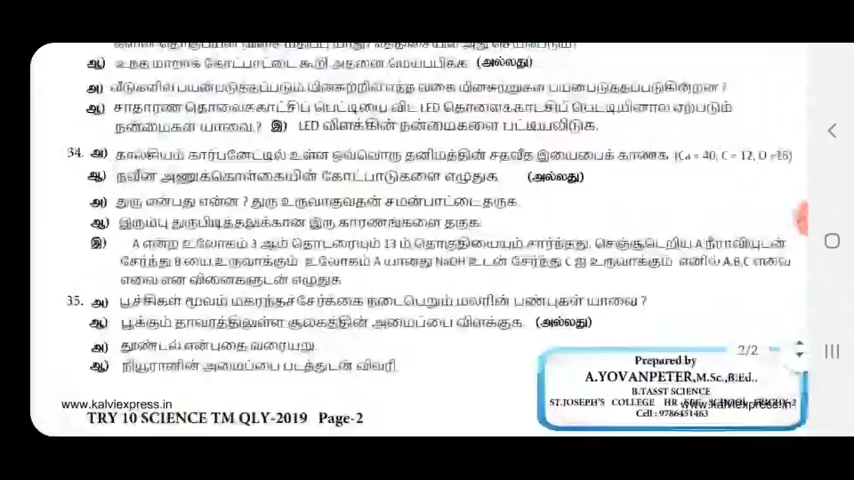 ஆ) உந்த மாறாக் கோட்பாட்டை கூறி அதனை மெய்பபிக்க (அல்லது)
அ) வீடுகளில் பயன்படுத்தப்படும் மின்சுற்றில் எந்த வகை மின்சுற்றுகள் பயன்படுத்தப்படுகின்றன ?
ஆ) சாதாரண தொலைக்காட்சிப் பெட்டியை விட LED தொலைக்காட்சிப் பெட்டியினால் ஏற்படும்
நன்மைகள் யாவை? இ) LED விளக்கின் நன்மைகளை பட்டியலிடுக.
34. அ) கால்சியம் கார்பனேட்டில் உள்ள ஒவ்வொரு தனிமத்தின் சதவீத இயைபைக் காண்க (Ca = 40, C = 12, O =16)
ஆ) நவீன அணுக்கொள்கையின் கோட்பாடுகளை எழுதுக (அல்லது)
அ) துரு என்பது என்ன ? துரு உருவாகுவதன் சமன்பாட்டை தருக
ஆ) இரும்பு துருபிடித்தலுக்கான இரு காரணங்களை தருக
இ) A என்ற உலோகம் 3 ஆம் தொடரையும் 13 ம் தொகுதியையும் சார்ந்தது. செஞ்சூடேறிய A நீராவியுடன்
சேர்ந்து B யை உருவாக்கும் உலோகம் A யானது NaOH உடன் சேர்ந்து C ஐ உருவாக்கும் எனில் A,B,C எவை
எவை என வினைகளுடன் எழுதுக
35. அ) பூச்சிகள் மூலம் மகரந்தச்சேர்க்கை நடைபெறும் மலரின் பண்புகள் யாவை ?
ஆ) பூக்கும் தாவரத்திலுள்ள சூலகத்தின் அமைப்பை விளக்குக (அல்லது)
அ) தூண்டல் என்பதை வரையறு
ஆ) நியூரானின் அமைப்பை படத்துடன் விவரி
2/2
Prepared by
A.YOVANPETER,M.Sc.,B.Ed.,
B.TASST SCIENCE
ST.JOSEPH'S COLLEGE HR SEC SCHOOL
Cell : 9786451463
www.kalviexpress.in
www.kalviexpress.in
TRY 10 SCIENCE TM QLY-2019 Page-2